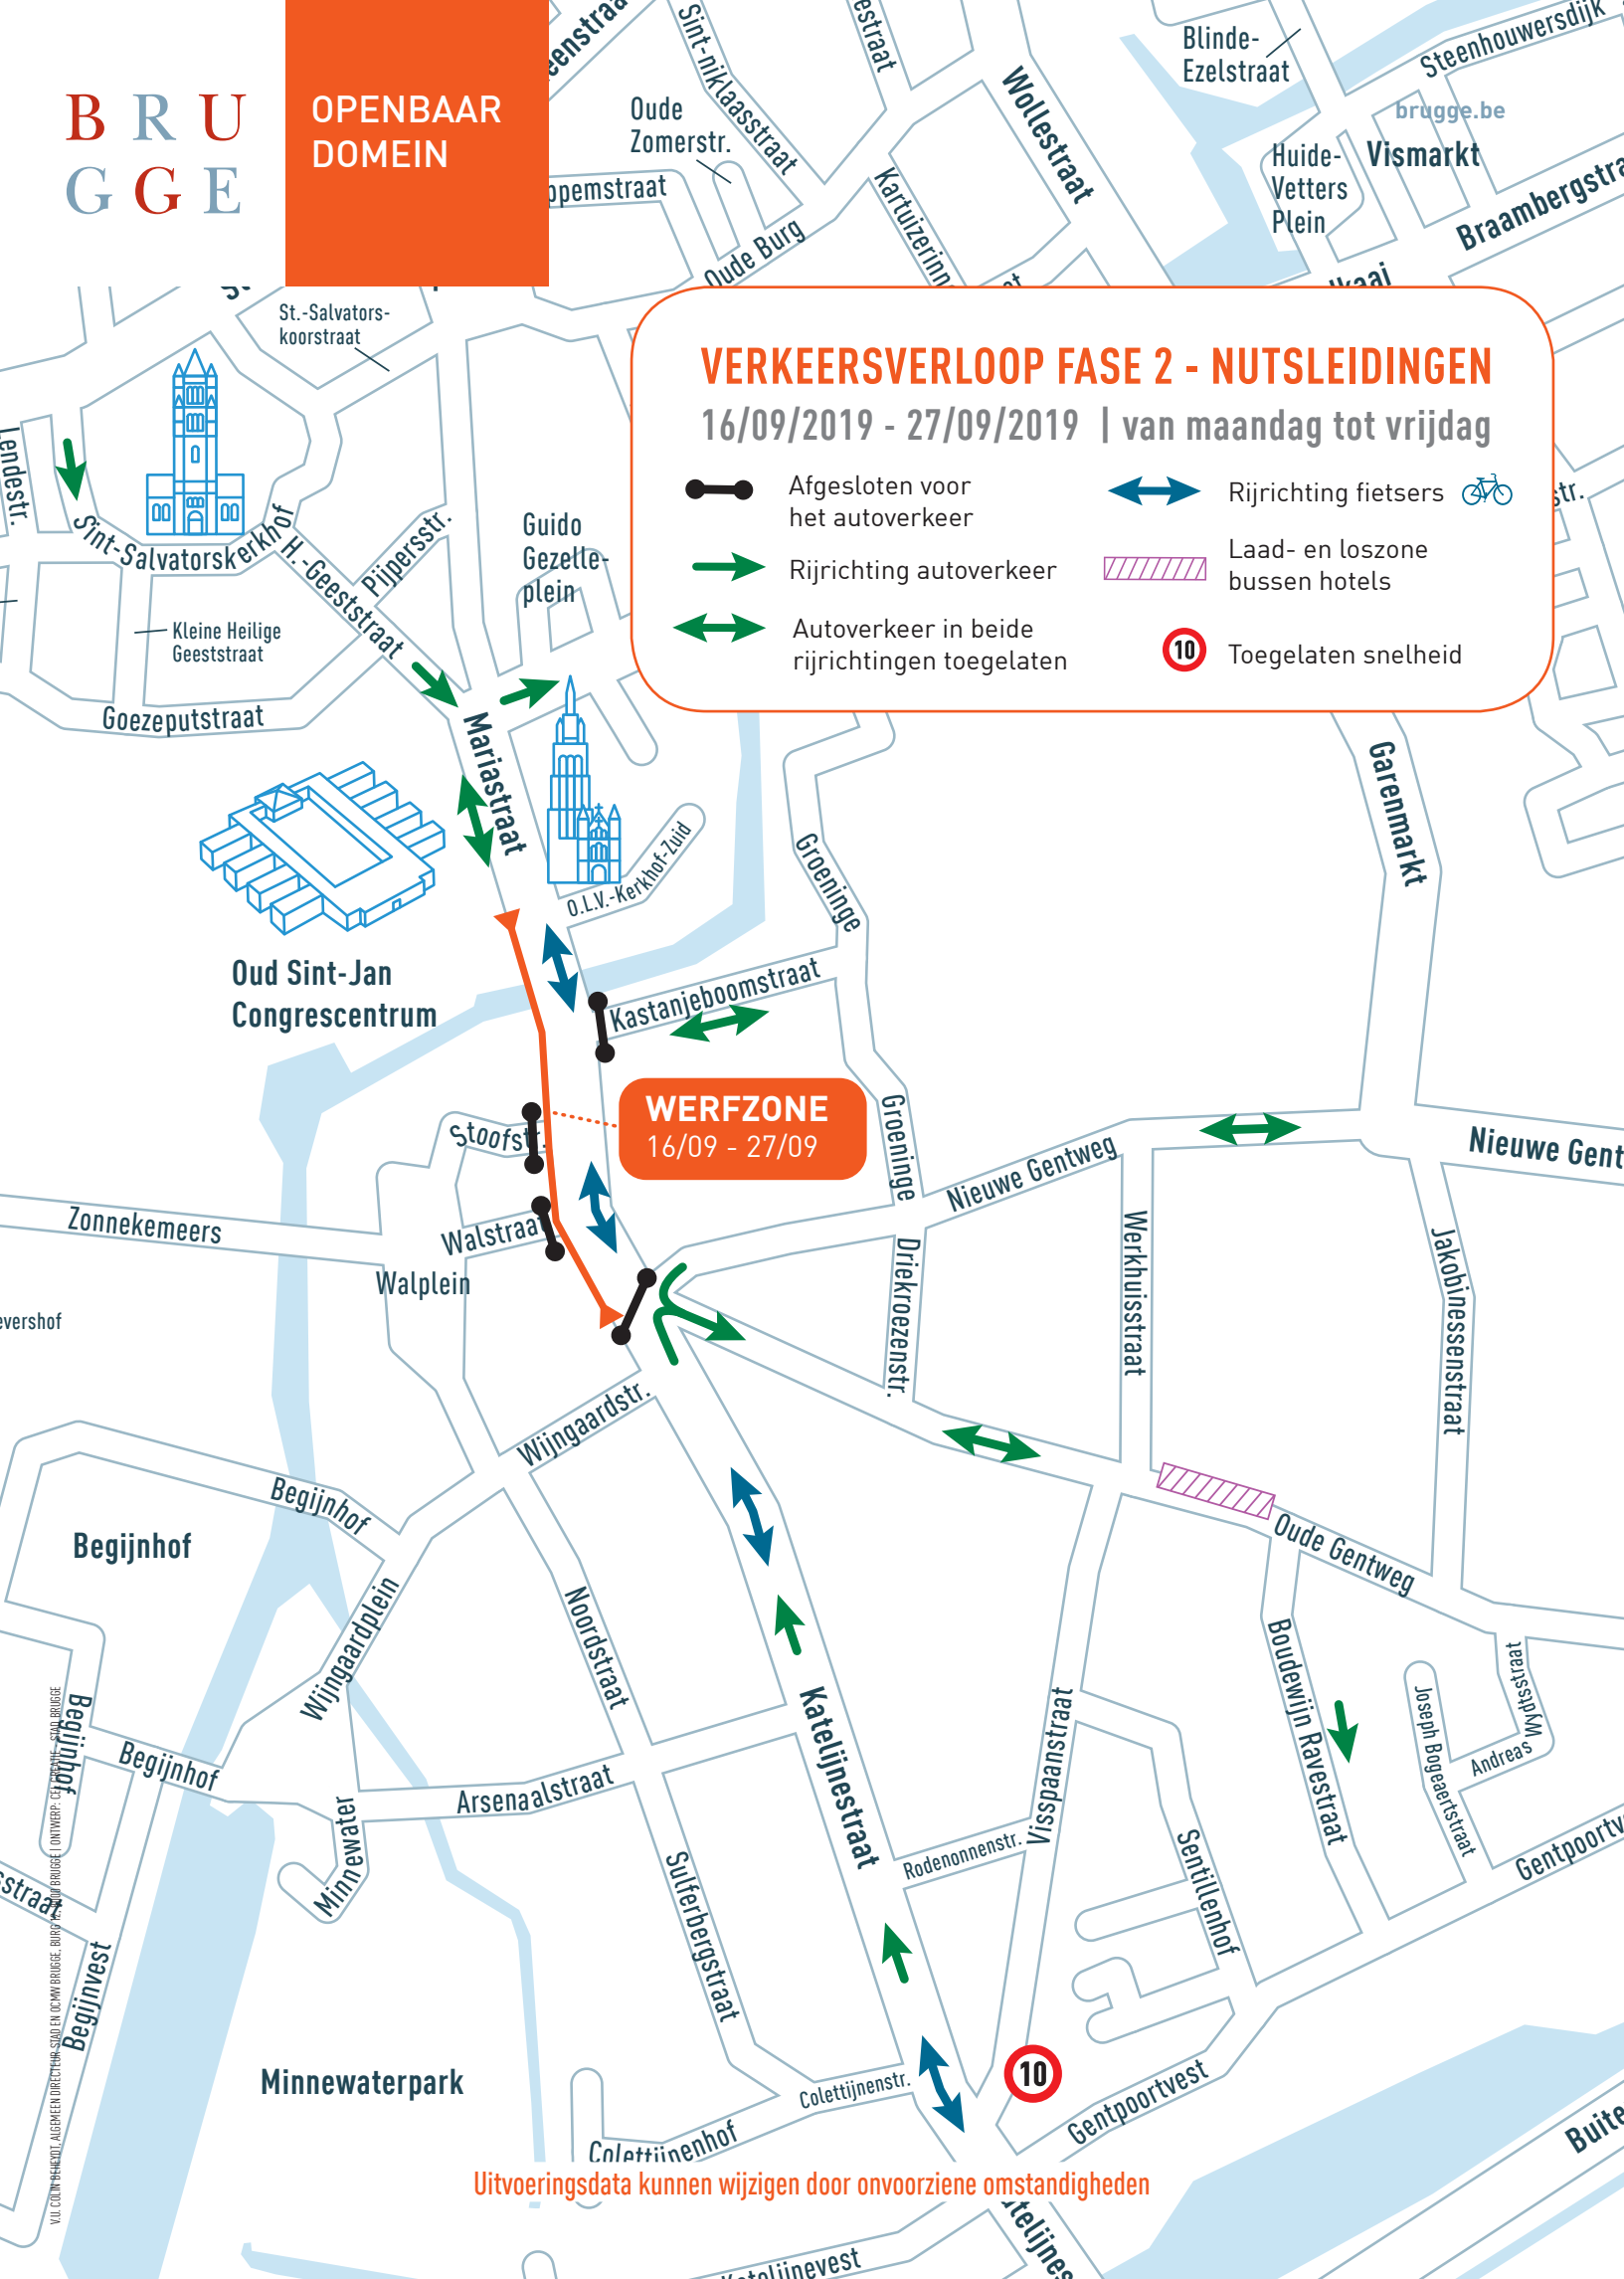 BRU
GGE
OPENBAAR
DOMEIN
Sint-niklaasstraat
Oude
Zomerstr.
Oude Burg
Wollestraat
Blinde-
Ezelstraat
Steenhouwersdijk
brugge.be
Huide-
Vetters
Plein
Vismarkt
St.-Salvators-
koorstraat
VERKEERSVERLOOP FASE 2 - NUTSLEIDINGEN
16/09/2019 - 27/09/2019 | van maandag tot vrijdag
Afgesloten voor
het autoverkeer
Rijrichting autoverkeer
Autoverkeer in beide
rijrichtingen toegelaten
Rijrichting fietsers
Laad- en loszone
bussen hotels
10
Toegelaten snelheid
str.
Sint-Salvatorskerkhof
H.-Geeststraat
Pijpersstr.
Guido
Gezelle-
plein
Kleine Heilige
Geeststraat
Goezeputstraat
Mariastraat
O.L.V.-Kerkhof-Zuid
Groeninge
Garenmarkt
Oud Sint-Jan
Congrescentrum
Kastanjeboomstraat
WERFZONE
16/09 - 27/09
Stoofstr.
Groeninge
Nieuwe Gentweg
Nieuwe Gent
Zonnekemeers
Walstraat
Walplein
evershof
Driekroezenstr.
Werkhuisstraat
Jakobinessenstraat
Wijngaardstr.
Begijnhof
Begijnhof
Oude Gentweg
Wijngaardplein
Noordstraat
Katelijnestraat
Visspaanstraat
Boudewijn Ravestraat
Joseph Bogaertstraat
Wijtsstraat
Andreas
Begijnhof
Begijnhof
Arsenaalstraat
Minnewater
Sulferbergstraat
Rodenonnenstr.
Sentillenhof
Begijnvest
Minnewaterpark
Colettijnenstr.
Colettijnenhof
10
Gentpoortvest
Uitvoeringsdata kunnen wijzigen door onvoorziene omstandigheden
Katelijnevest